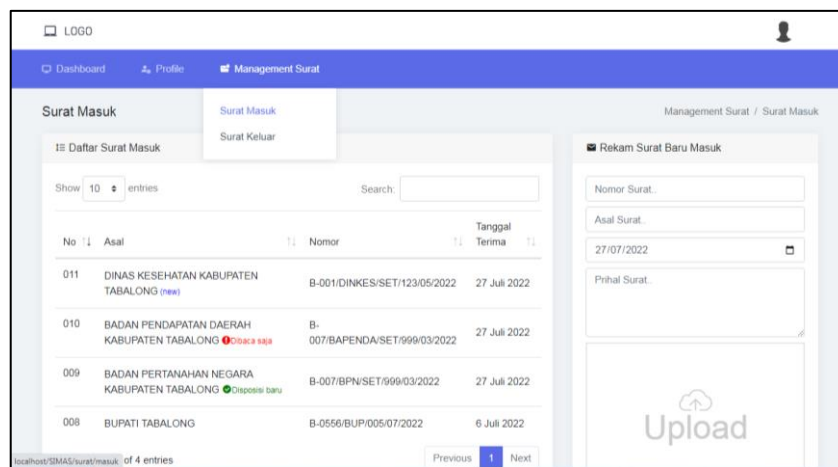 LOGO
Dashboard Profile Management Surat
Surat Masuk
Surat Masuk
Surat Keluar
Management Surat / Surat Masuk
Daftar Surat Masuk
Show 10 entries
Search:
No Asal Nomor Tanggal
Terima
011 DINAS KESEHATAN KABUPATEN
TABALONG (new)
B-001/DINKES/SET/123/05/2022 27 Juli 2022
010 BADAN PENDAPATAN DAERAH
KABUPATEN TABALONG Dibaca saja
B-
007/BAPENDA/SET/999/03/2022
27 Juli 2022
009 BADAN PERTANAHAN NEGARA
KABUPATEN TABALONG Disposisi baru
B-007/BPN/SET/999/03/2022 27 Juli 2022
008 BUPATI TABALONG B-0556/BUP/005/07/2022 6 Juli 2022
localhost/SIMAS/surat/masuk of 4 entries
Previous 1 Next
Rekam Surat Baru Masuk
Nomor Surat..
Asal Surat..
27/07/2022
Prihal Surat..
Upload